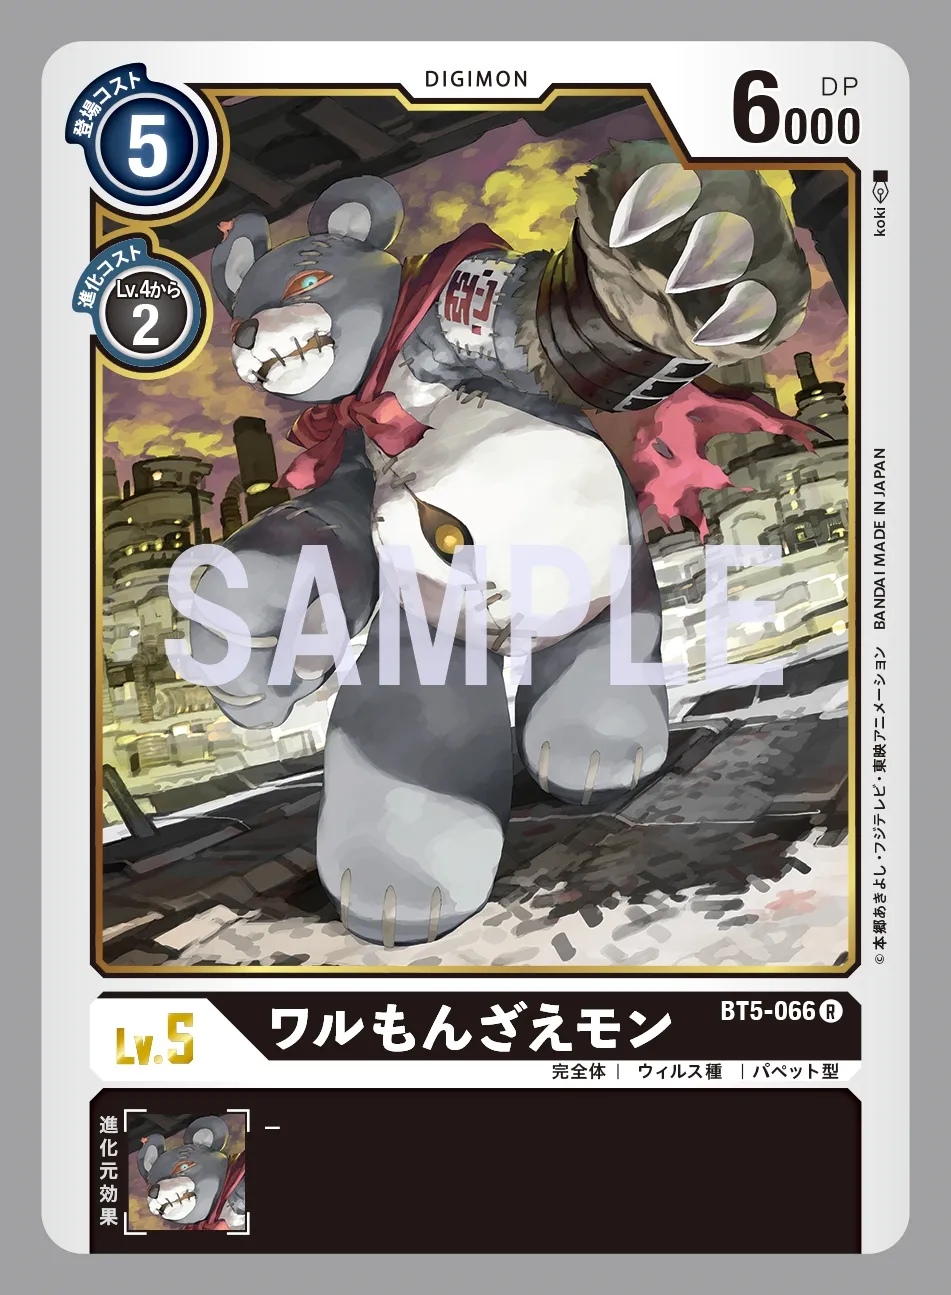 DIGIMON
登場コスト
5
DP
6000
進化コスト
Lv.4から
2
koki
SAMPLE
©本郷あきよし・フジテレビ・東映アニメーション BANDAI MADE IN JAPAN
Lv.5
ワルもんざえモン
BT5-066 R
完全体 | ウィルス種 | パペット型
進化元効果
–